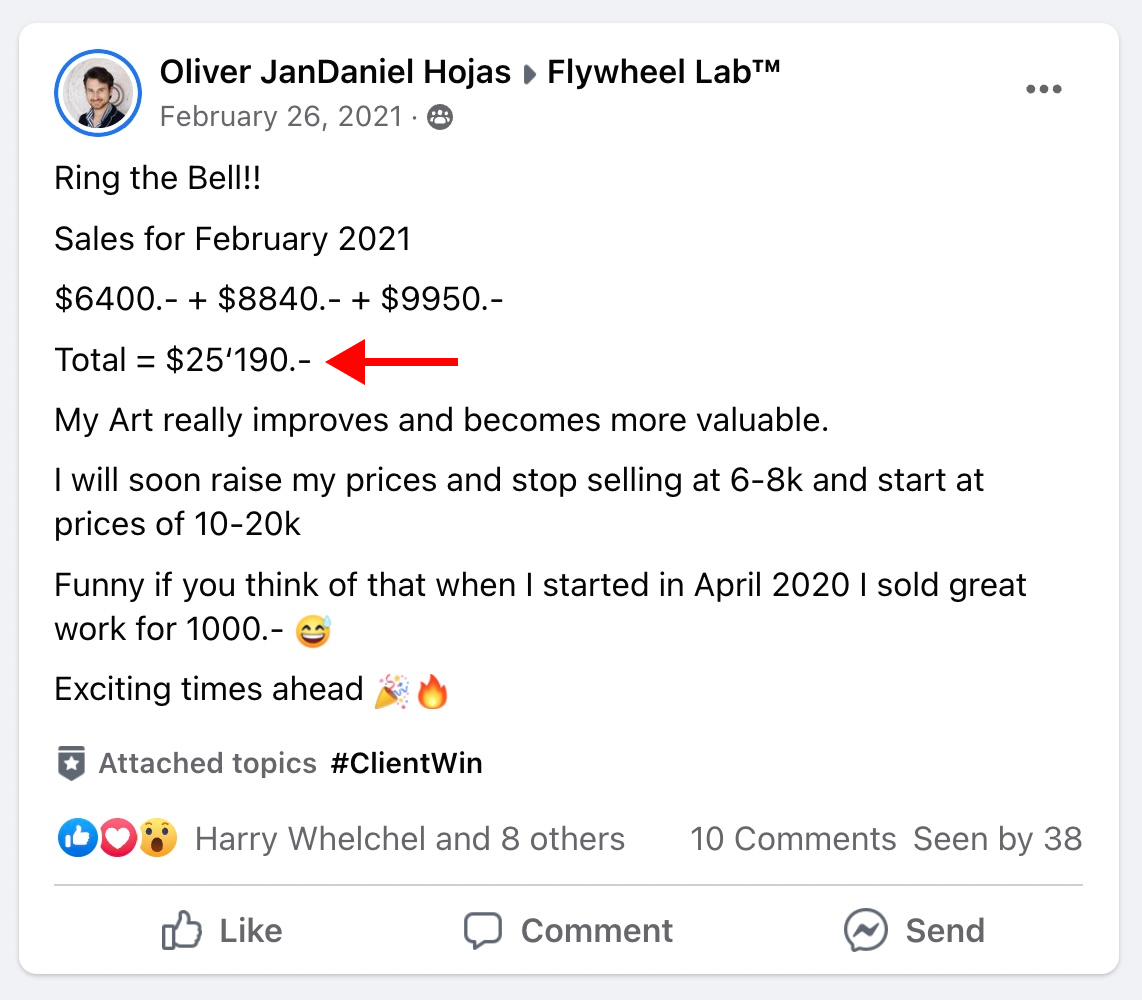 Oliver JanDaniel Hojas ▸ Flywheel Lab™
February 26, 2021 ·
Ring the Bell!!
Sales for February 2021
$6400.- + $8840.- + $9950.-
Total = $25‘190.-
My Art really improves and becomes more valuable.
I will soon raise my prices and stop selling at 6-8k and start at
prices of 10-20k
Funny if you think of that when I started in April 2020 I sold great
work for 1000.- 😅
Exciting times ahead 🎉🔥
Attached topics #ClientWin
Harry Whelchel and 8 others 10 Comments Seen by 38
Like Comment Send